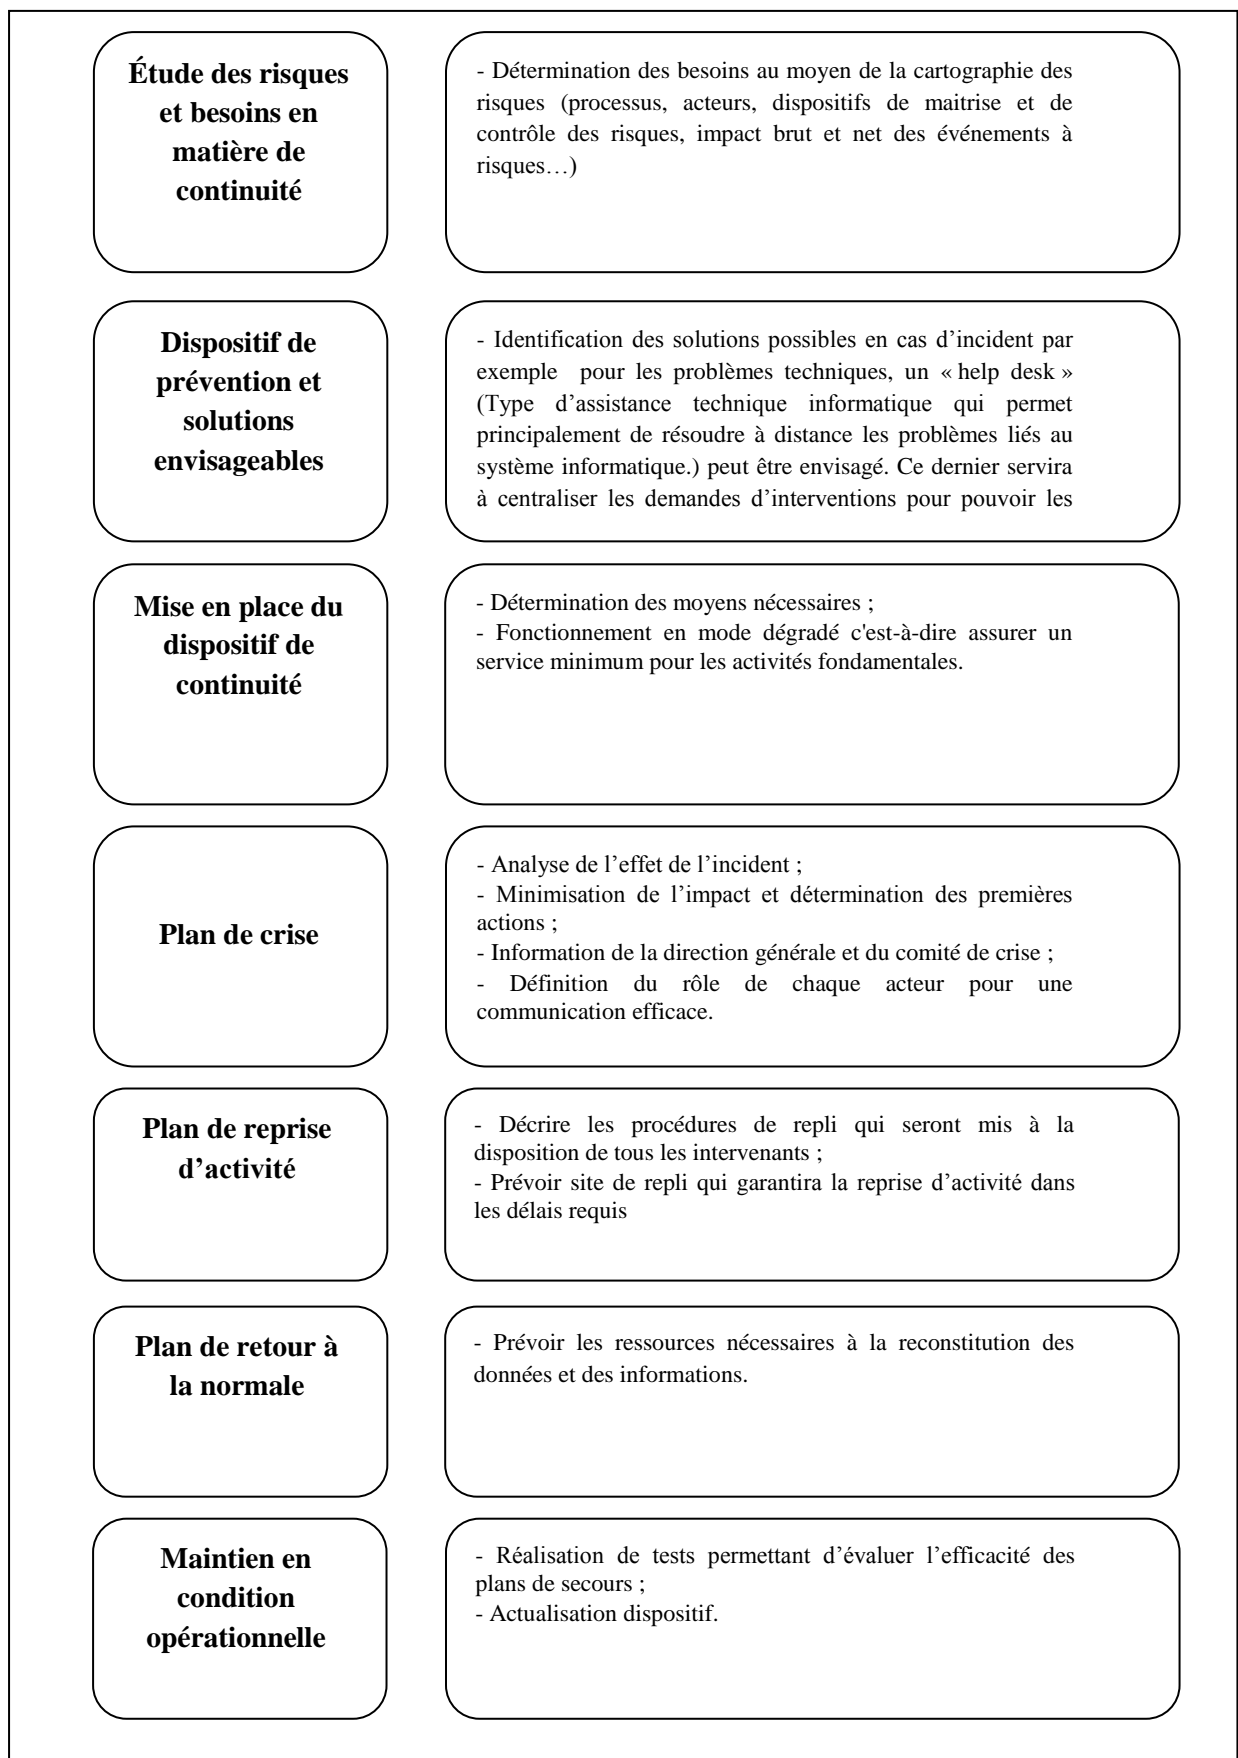 Étude des risques
et besoins en
matière de
continuité
- Détermination des besoins au moyen de la cartographie des
risques (processus, acteurs, dispositifs de maitrise et de
contrôle des risques, impact brut et net des événements à
risques…)
Dispositif de
prévention et
solutions
envisageables
- Identification des solutions possibles en cas d’incident par
exemple pour les problèmes techniques, un « help desk »
(Type d’assistance technique informatique qui permet
principalement de résoudre à distance les problèmes liés au
système informatique.) peut être envisagé. Ce dernier servira
à centraliser les demandes d’interventions pour pouvoir les
Mise en place du
dispositif de
continuité
- Détermination des moyens nécessaires ;
- Fonctionnement en mode dégradé c'est-à-dire assurer un
service minimum pour les activités fondamentales.
Plan de crise
- Analyse de l’effet de l’incident ;
- Minimisation de l’impact et détermination des premières
actions ;
- Information de la direction générale et du comité de crise ;
- Définition du rôle de chaque acteur pour une
communication efficace.
Plan de reprise
d’activité
- Décrire les procédures de repli qui seront mis à la
disposition de tous les intervenants ;
- Prévoir site de repli qui garantira la reprise d’activité dans
les délais requis
Plan de retour à
la normale
- Prévoir les ressources nécessaires à la reconstitution des
données et des informations.
Maintien en
condition
opérationnelle
- Réalisation de tests permettant d’évaluer l’efficacité des
plans de secours ;
- Actualisation dispositif.